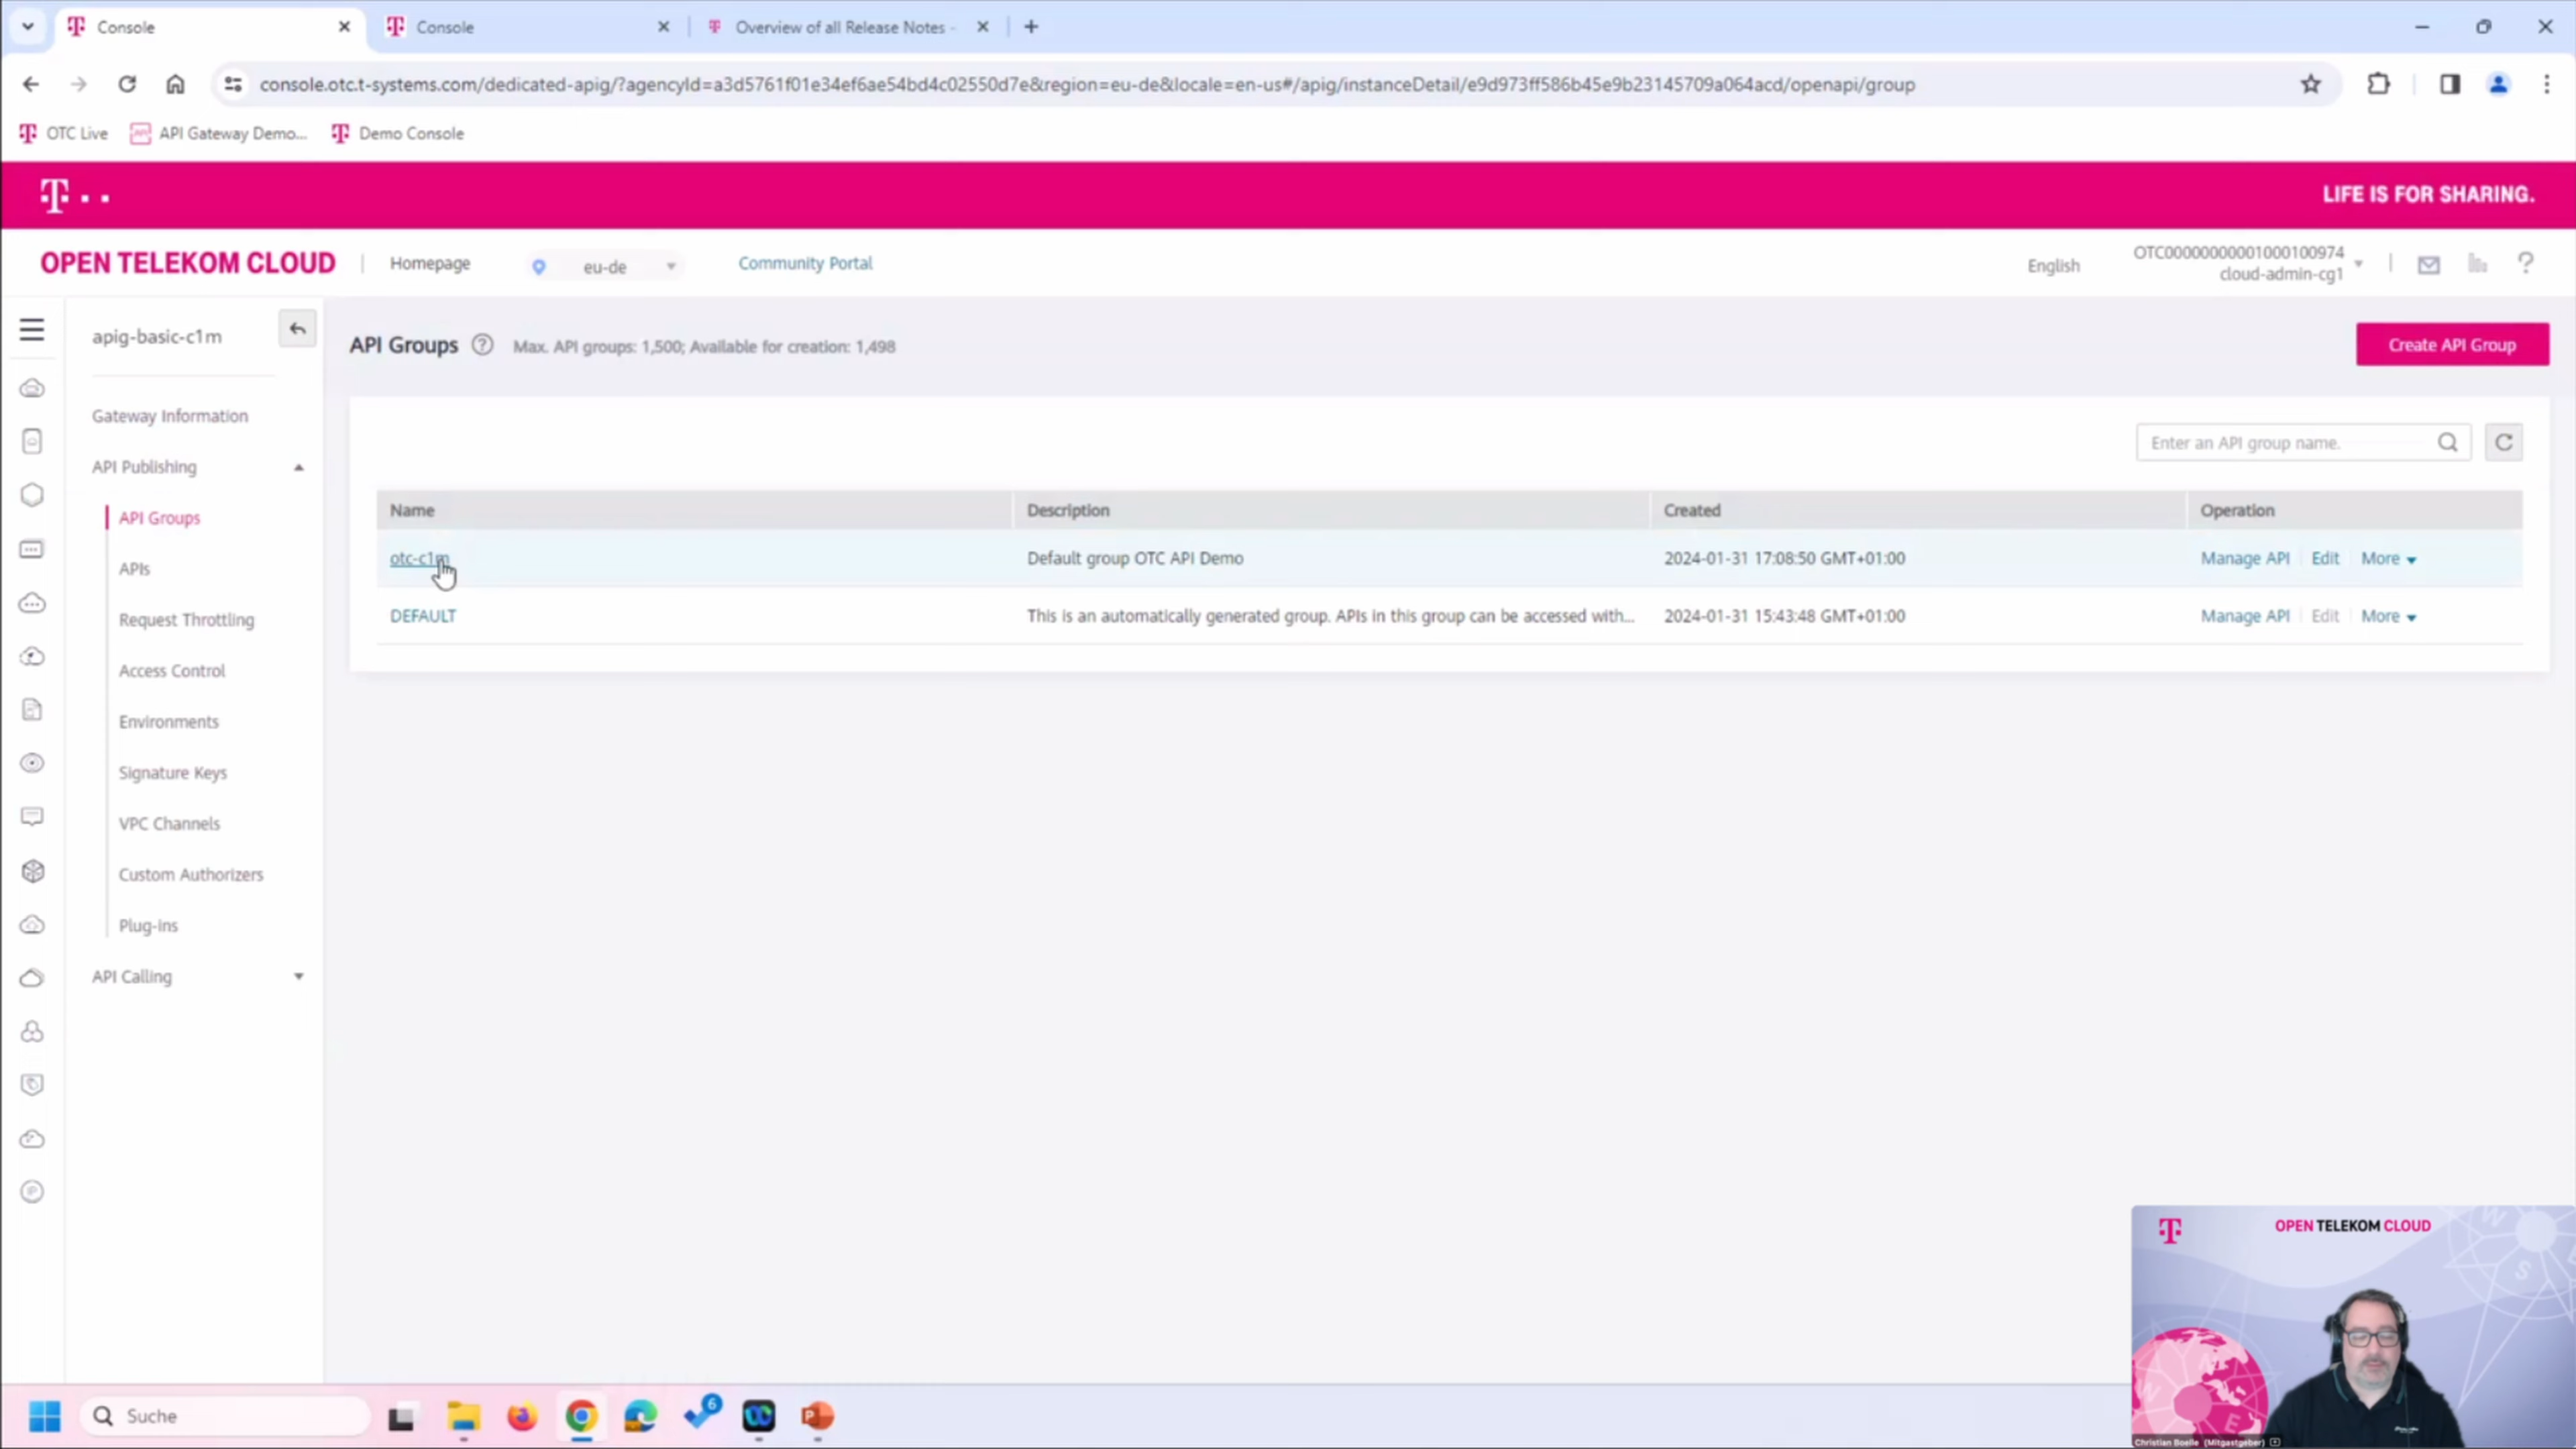 Console
Console
Overview of all Release Notes -
console.otc.t-systems.com/dedicated-apig/?agencyId=a3d5761f01e34ef6ae54bd4c02550d7e&region=eu-de&locale=en-us#/apig/instanceDetail/e9d973ff586b45e9b23145709a064acd/openapi/group
OTC Live
API Gateway Demo...
Demo Console
LIFE IS FOR SHARING.
OPEN TELEKOM CLOUD
Homepage
eu-de
Community Portal
English
OTC00000000001000100974
cloud-admin-cg1
apig-basic-c1m
API Groups
Max. API groups: 1,500; Available for creation: 1,498
Create API Group
Gateway Information
API Publishing
API Groups
APIs
Request Throttling
Access Control
Environments
Signature Keys
VPC Channels
Custom Authorizers
Plug-ins
API Calling
Enter an API group name.
Name Description Created Operation
otc-c1m Default group OTC API Demo 2024-01-31 17:08:50 GMT+01:00 Manage API Edit More
DEFAULT This is an automatically generated group. APIs in this group can be accessed with... 2024-01-31 15:43:48 GMT+01:00 Manage API Edit More
OPEN TELEKOM CLOUD
Christian Boelle (Mitgastgeber)
Suche
6